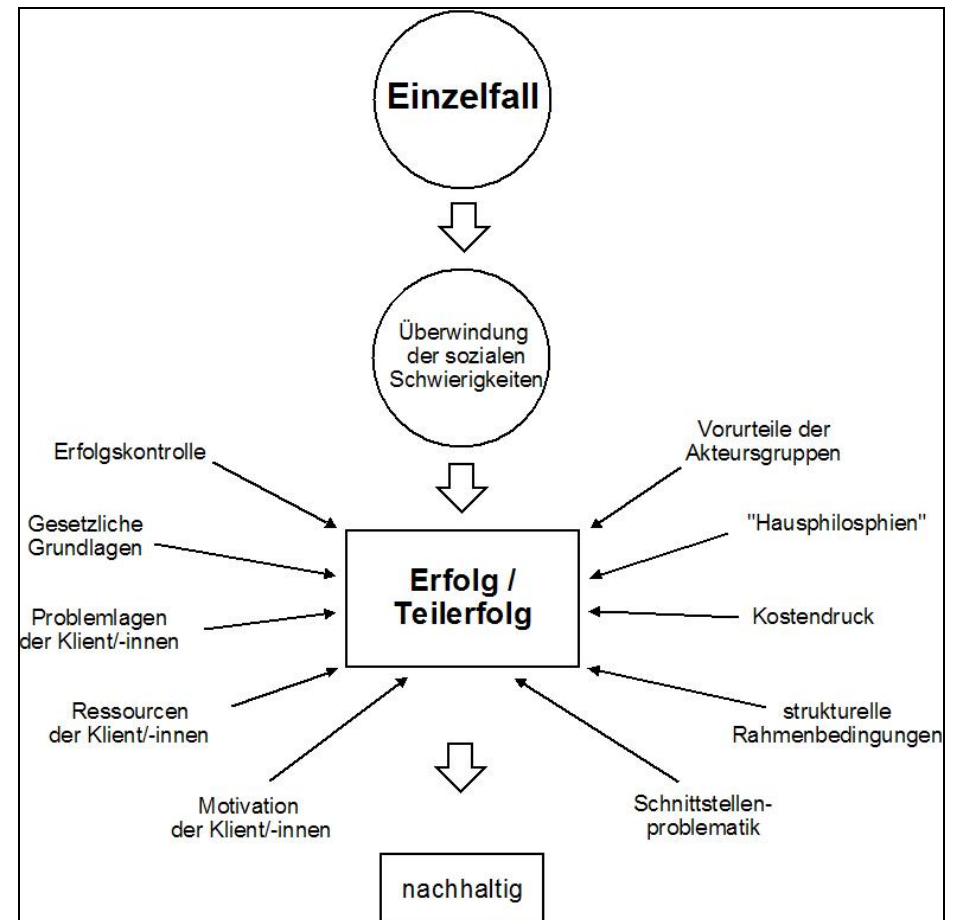 Einzelfall
Überwindung
der sozialen
Schwierigkeiten
Erfolgskontrolle
Vorurteile der
Akteursgruppen
Gesetzliche
Grundlagen
"Hausphilosphien"
Erfolg /
Teilerfolg
Problemlagen
der Klient/-innen
Kostendruck
Ressourcen
der Klient/-innen
strukturelle
Rahmenbedingungen
Motivation
der Klient/-innen
Schnittstellen-
problematik
nachhaltig